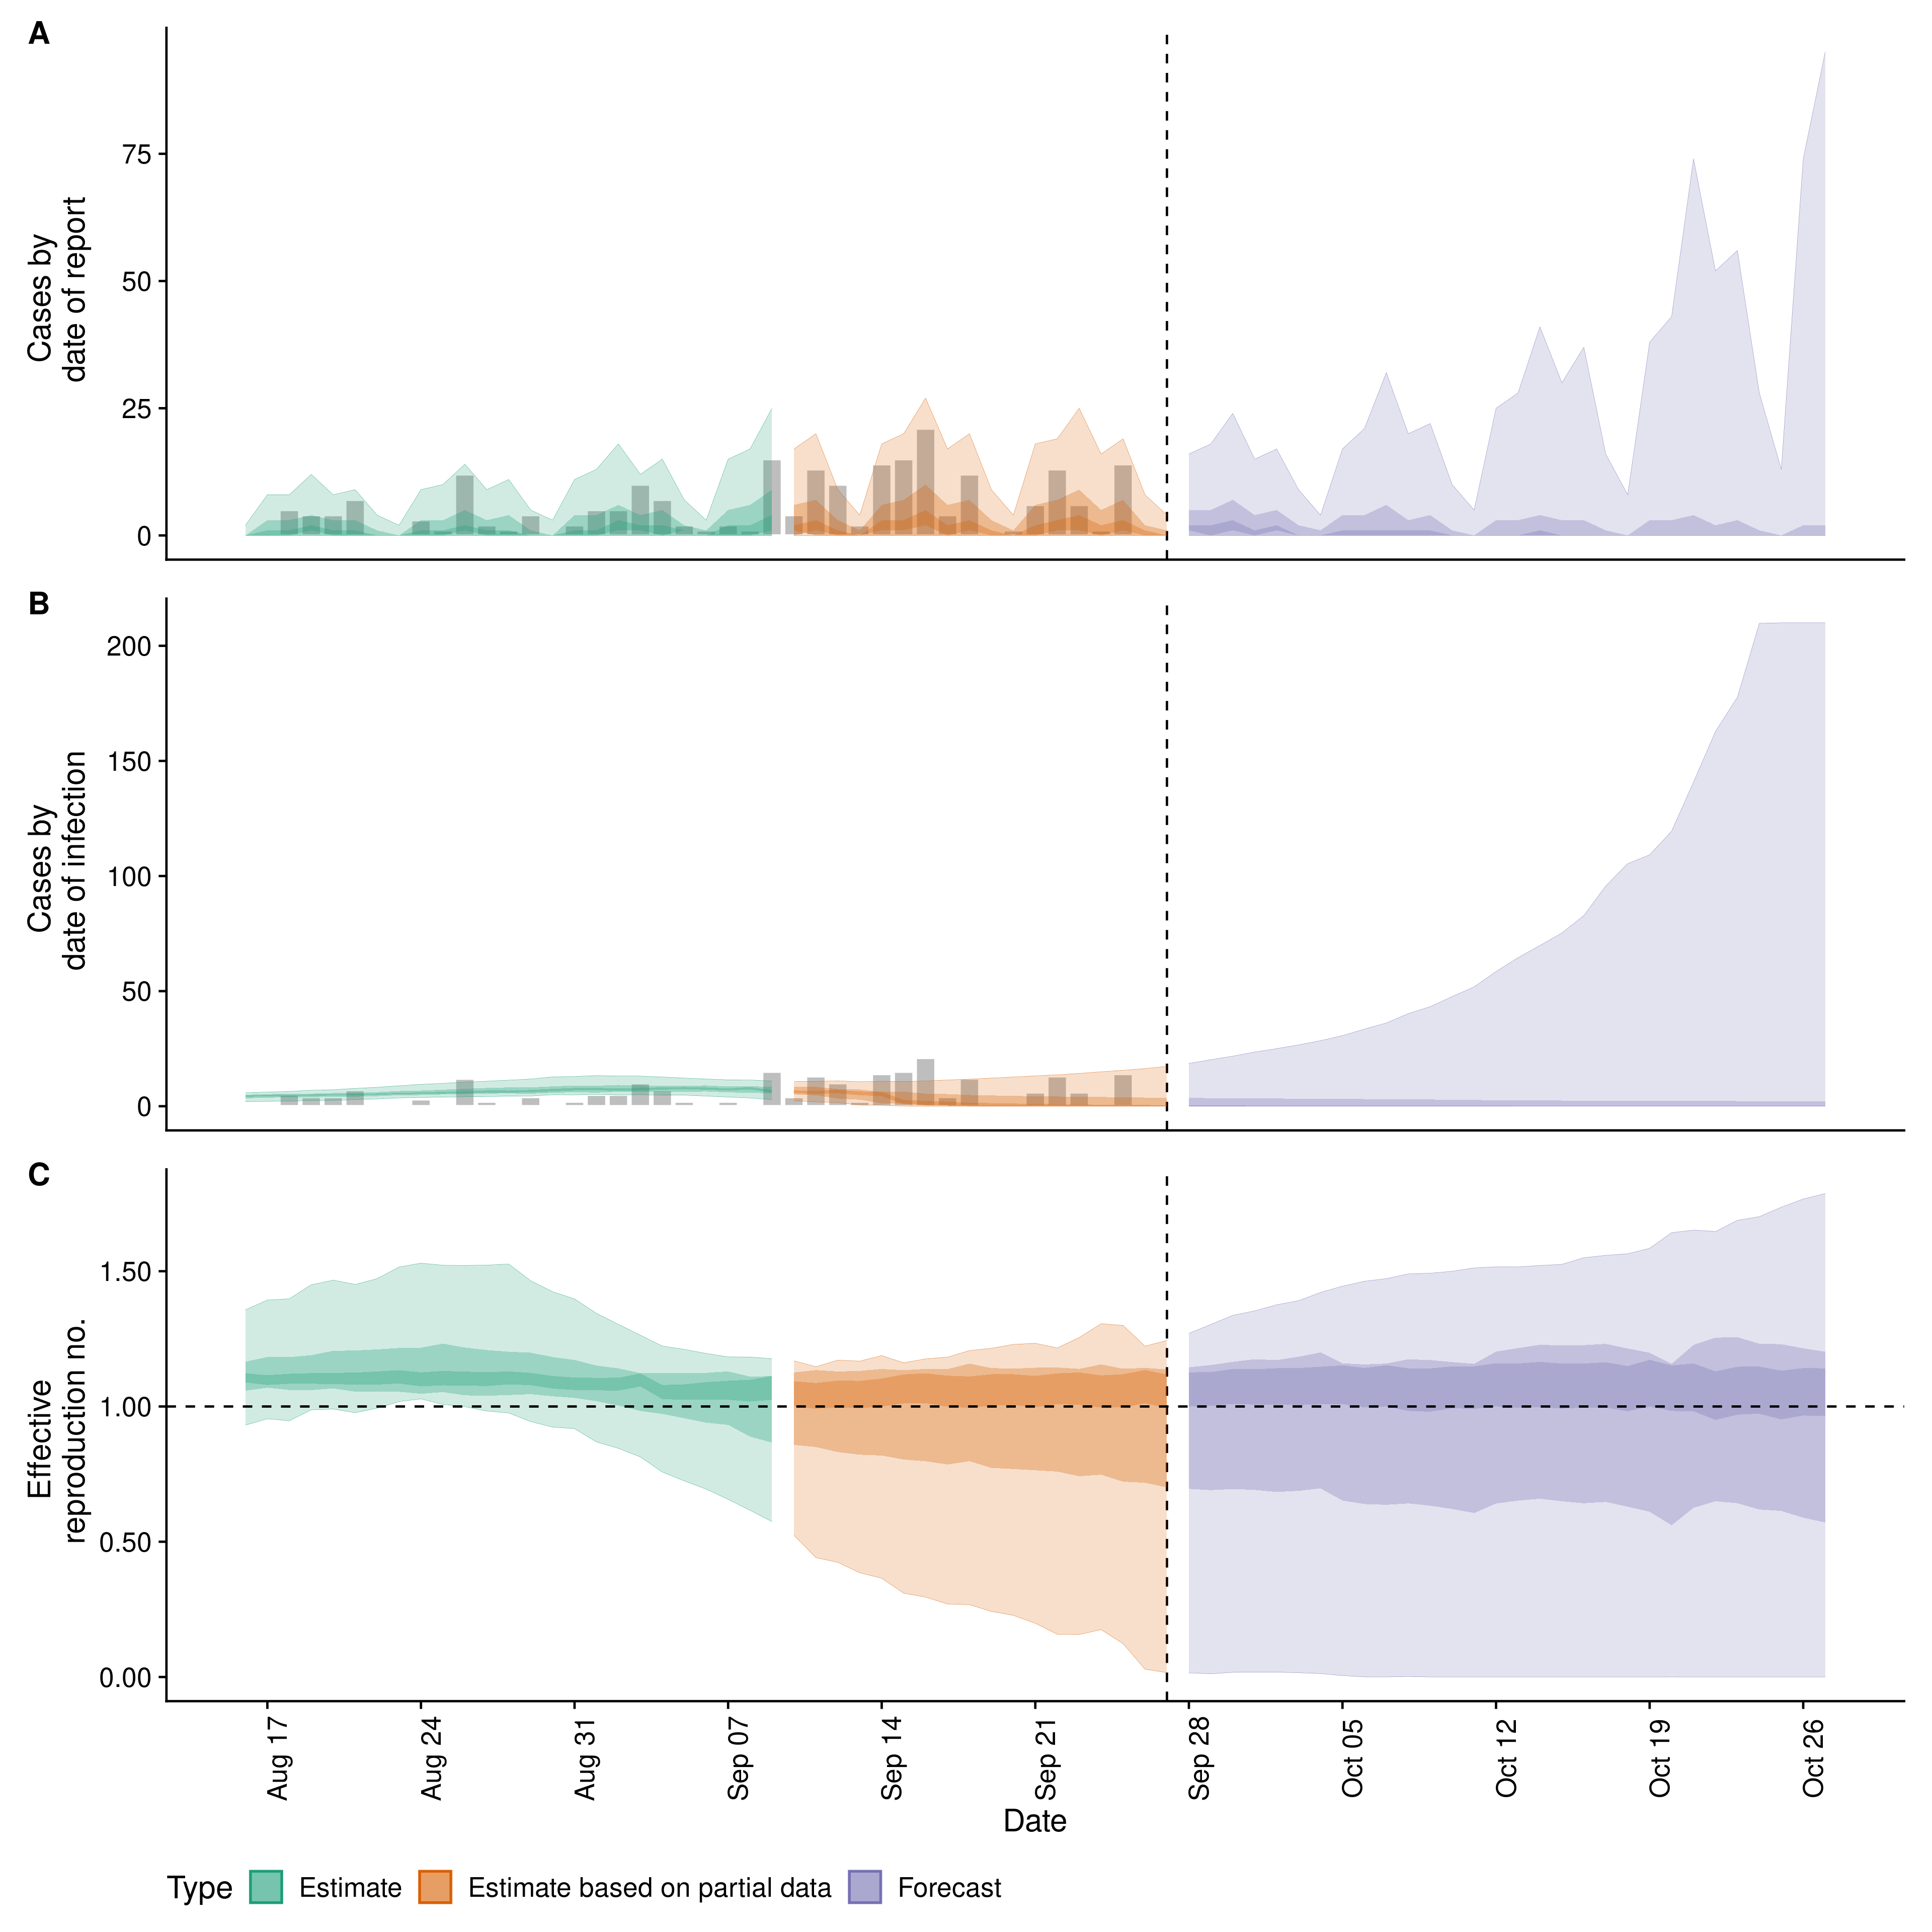 A
Cases by
date of report
75
50
25
0
B
Cases by
date of infection
200
150
100
50
0
C
Effective
reproduction no.
1.50
1.00
0.50
0.00
Aug 17
Aug 24
Aug 31
Sep 07
Sep 14
Sep 21
Sep 28
Oct 05
Oct 12
Oct 19
Oct 26
Date
Type
Estimate
Estimate based on partial data
Forecast